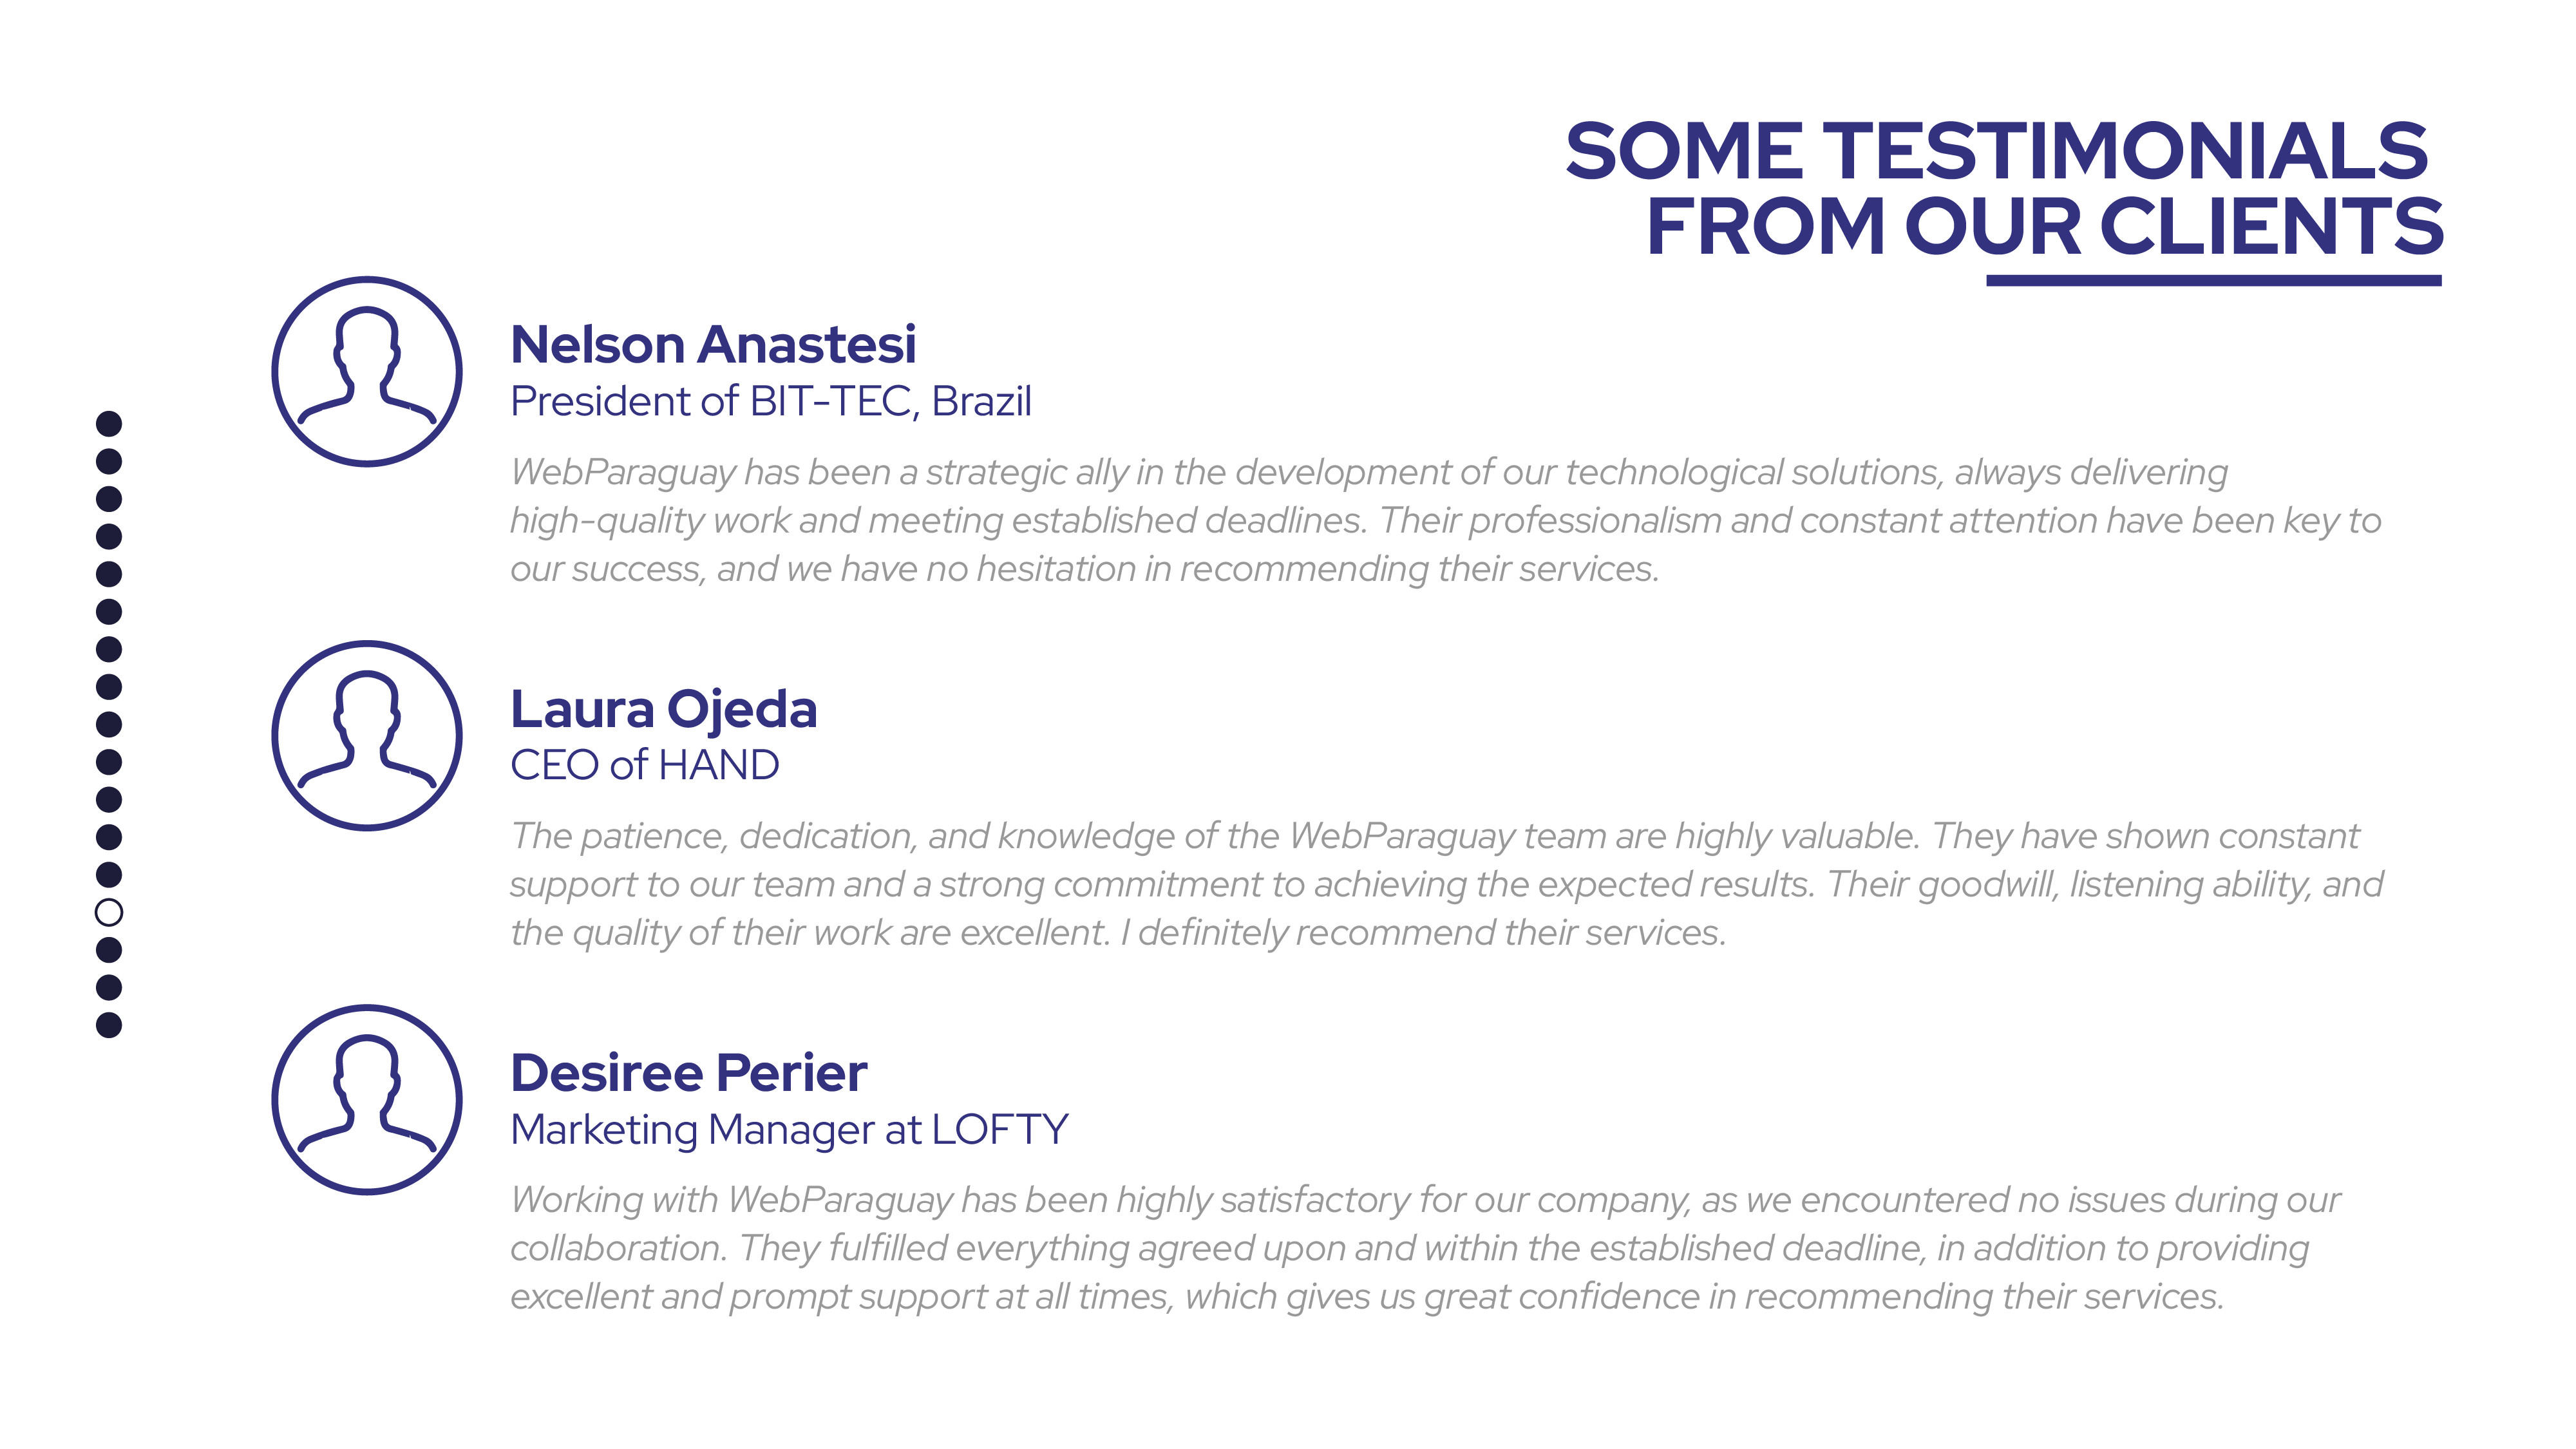 SOME TESTIMONIALS
FROM OUR CLIENTS
Nelson Anastesi
President of BIT-TEC, Brazil
WebParaguay has been a strategic ally in the development of our technological solutions, always delivering
high-quality work and meeting established deadlines. Their professionalism and constant attention have been key to
our success, and we have no hesitation in recommending their services.
Laura Ojeda
CEO of HAND
The patience, dedication, and knowledge of the WebParaguay team are highly valuable. They have shown constant
support to our team and a strong commitment to achieving the expected results. Their goodwill, listening ability, and
the quality of their work are excellent. I definitely recommend their services.
Desiree Perier
Marketing Manager at LOFTY
Working with WebParaguay has been highly satisfactory for our company, as we encountered no issues during our
collaboration. They fulfilled everything agreed upon and within the established deadline, in addition to providing
excellent and prompt support at all times, which gives us great confidence in recommending their services.